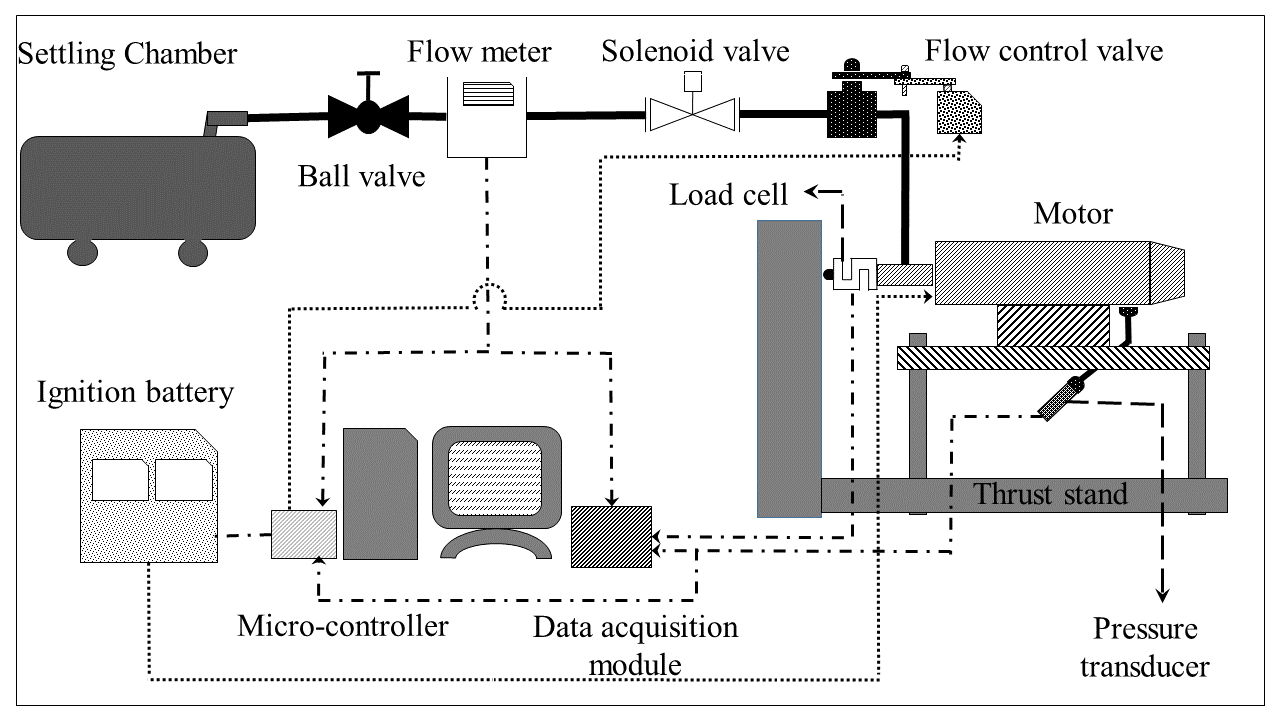 Settling Chamber
Flow meter
Solenoid valve
Flow control valve
Ball valve
Load cell
Motor
Ignition battery
Thrust stand
Micro-controller
Data acquisition
module
Pressure
transducer